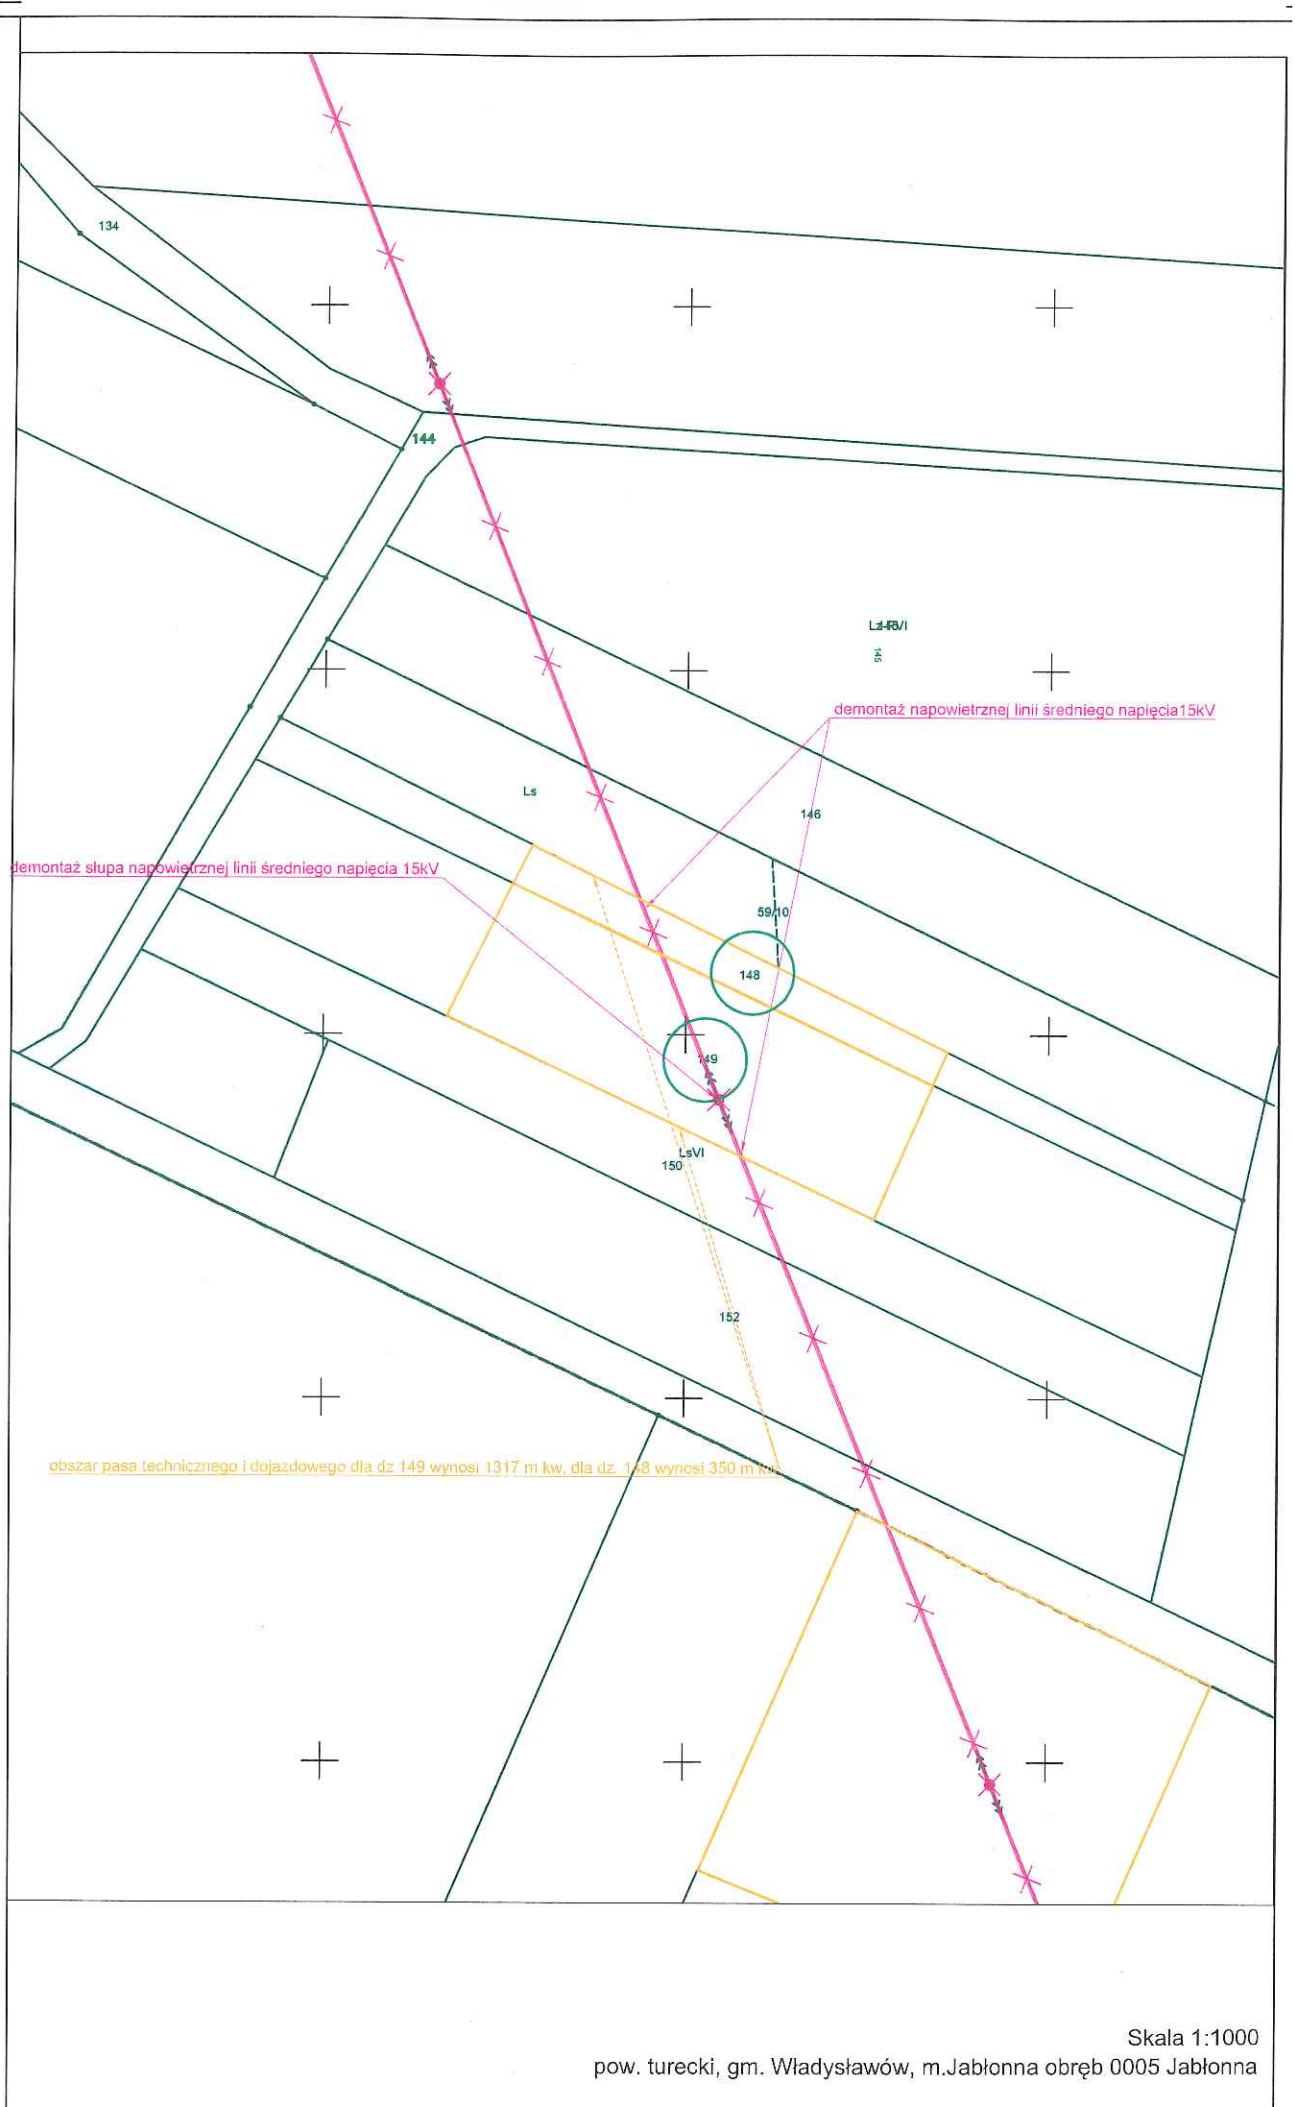 134
144
145
demontaż napowietrznej linii średniego napięcia15kV
Ls
146
demontaż słupa napowietrznej linii średniego napięcia 15kV
59/10
148
149
LsVI
150
152
obszar pasa technicznego i dojazdowego dla dz 149 wynosi 1317 m kw, dla dz. 148 wynosi 350 m kw.
Skala 1:1000
pow. turecki, gm. Władysławów, m.Jabłonna obręb 0005 Jabłonna